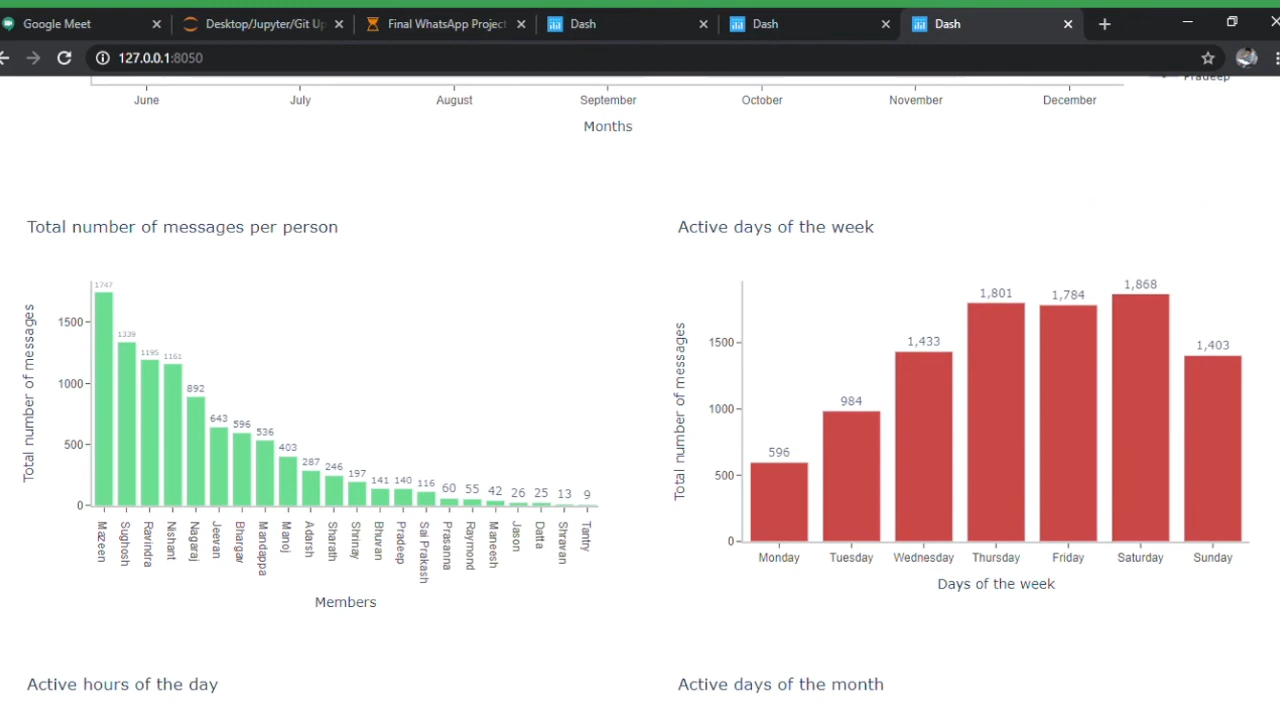 Google Meet
Desktop/Jupyter/Git Up
Final WhatsApp Project
Dash
Dash
Dash
127.0.0.1:8050
Pradeep
June July August September October November December
Months
Total number of messages per person
Total number of messages
1500
1000
500
0
1747 1339 1195 1161 892 643 596 536 403 287 246 197 141 140 116 60 55 42 26 25 13 9
Mazeen Sughosh Ravindra Nishant Nagaraj Jeevan Bhargav Mandappa Manoj Adarsh Sharath Shrinay Bhuvan Pradeep Sai Prakash Prasanna Raymond Maneesh Jason Datta Shravan Tantry
Members
Active days of the week
Total number of messages
1500
1000
500
0
596 984 1,433 1,801 1,784 1,868 1,403
Monday Tuesday Wednesday Thursday Friday Saturday Sunday
Days of the week
Active hours of the day
Active days of the month